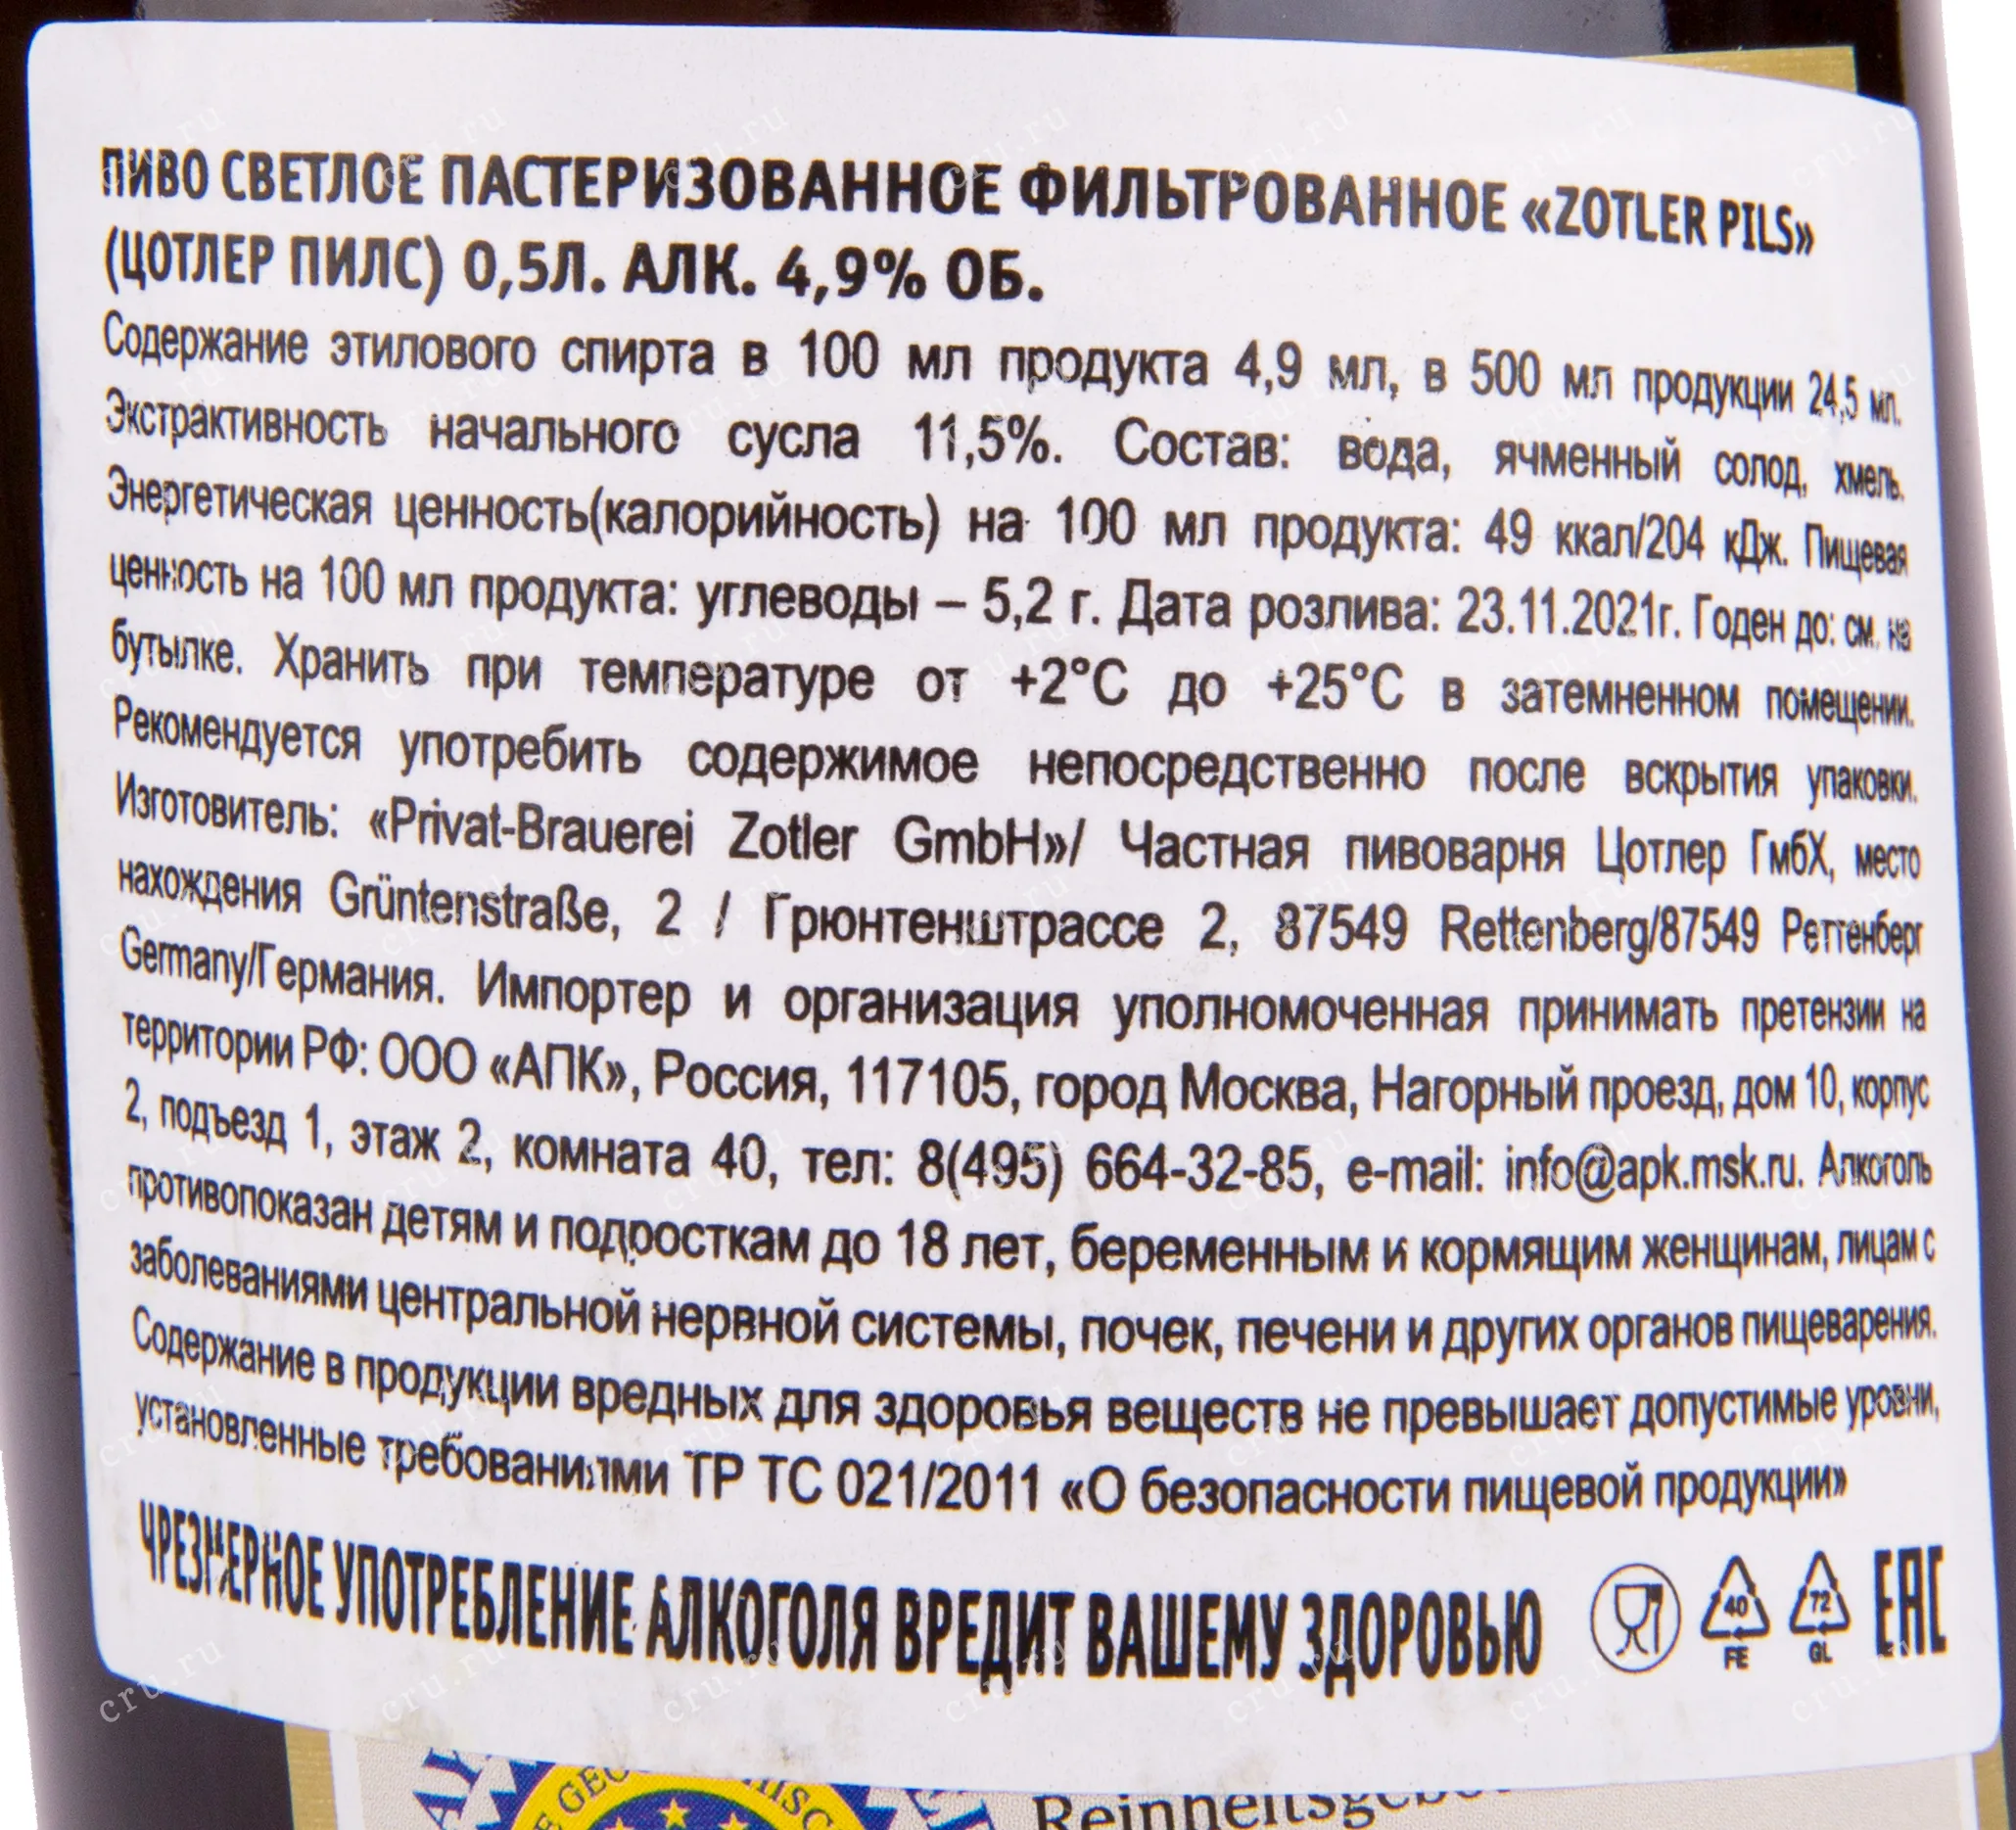 ПИВО СВЕТЛОЕ ПАСТЕРИЗОВАННОЕ ФИЛЬТРОВАННОЕ «ZOTLER PILS»
(ЦОТЛЕР ПИЛС) 0,5Л. АЛК. 4,9% ОБ.
Содержание этилового спирта в 100 мл продукта 4,9 мл, в 500 мл продукции 24,5 мл.
Экстрактивность начального сусла 11,5%. Состав: вода, ячменный солод, хмель.
Энергетическая ценность(калорийность) на 100 мл продукта: 49 ккал/204 кДж. Пищевая
ценность на 100 мл продукта: углеводы – 5,2 г. Дата розлива: 23.11.2021г. Годен до: см. на
бутылке. Хранить при температуре от +2°С до +25°С в затемненном помещении.
Рекомендуется употребить содержимое непосредственно после вскрытия упаковки.
Изготовитель: «Privat-Brauerei Zotler GmbH»/ Частная пивоварня Цотлер ГмбХ, место
нахождения Grüntenstraße, 2 / Грюнтенштрассе 2, 87549 Rettenberg/87549 Реттенберг
Germany/Германия. Импортер и организация уполномоченная принимать претензии на
территории РФ: ООО «АПК», Россия, 117105, город Москва, Нагорный проезд, дом 10, корпус
2, подъезд 1, этаж 2, комната 40, тел: 8(495) 664-32-85, e-mail: info@apk.msk.ru. Алкоголь
противопоказан детям и подросткам до 18 лет, беременным и кормящим женщинам, лицам с
заболеваниями центральной нервной системы, почек, печени и других органов пищеварения.
Содержание в продукции вредных для здоровья веществ не превышает допустимые уровни,
установленные требованиями ТР ТС 021/2011 «О безопасности пищевой продукции»
ЧРЕЗМЕРНОЕ УПОТРЕБЛЕНИЕ АЛКОГОЛЯ ВРЕДИТ ВАШЕМУ ЗДОРОВЬЮ
40 72 ЕАС
FE GL